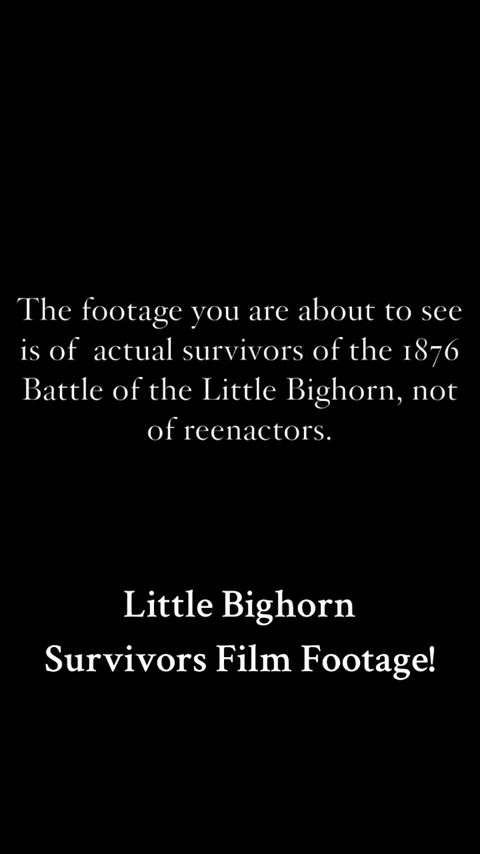 The footage you are about to see
is of actual survivors of the 1876
Battle of the Little Bighorn, not
of reenactors.
Little Bighorn
Survivors Film Footage!